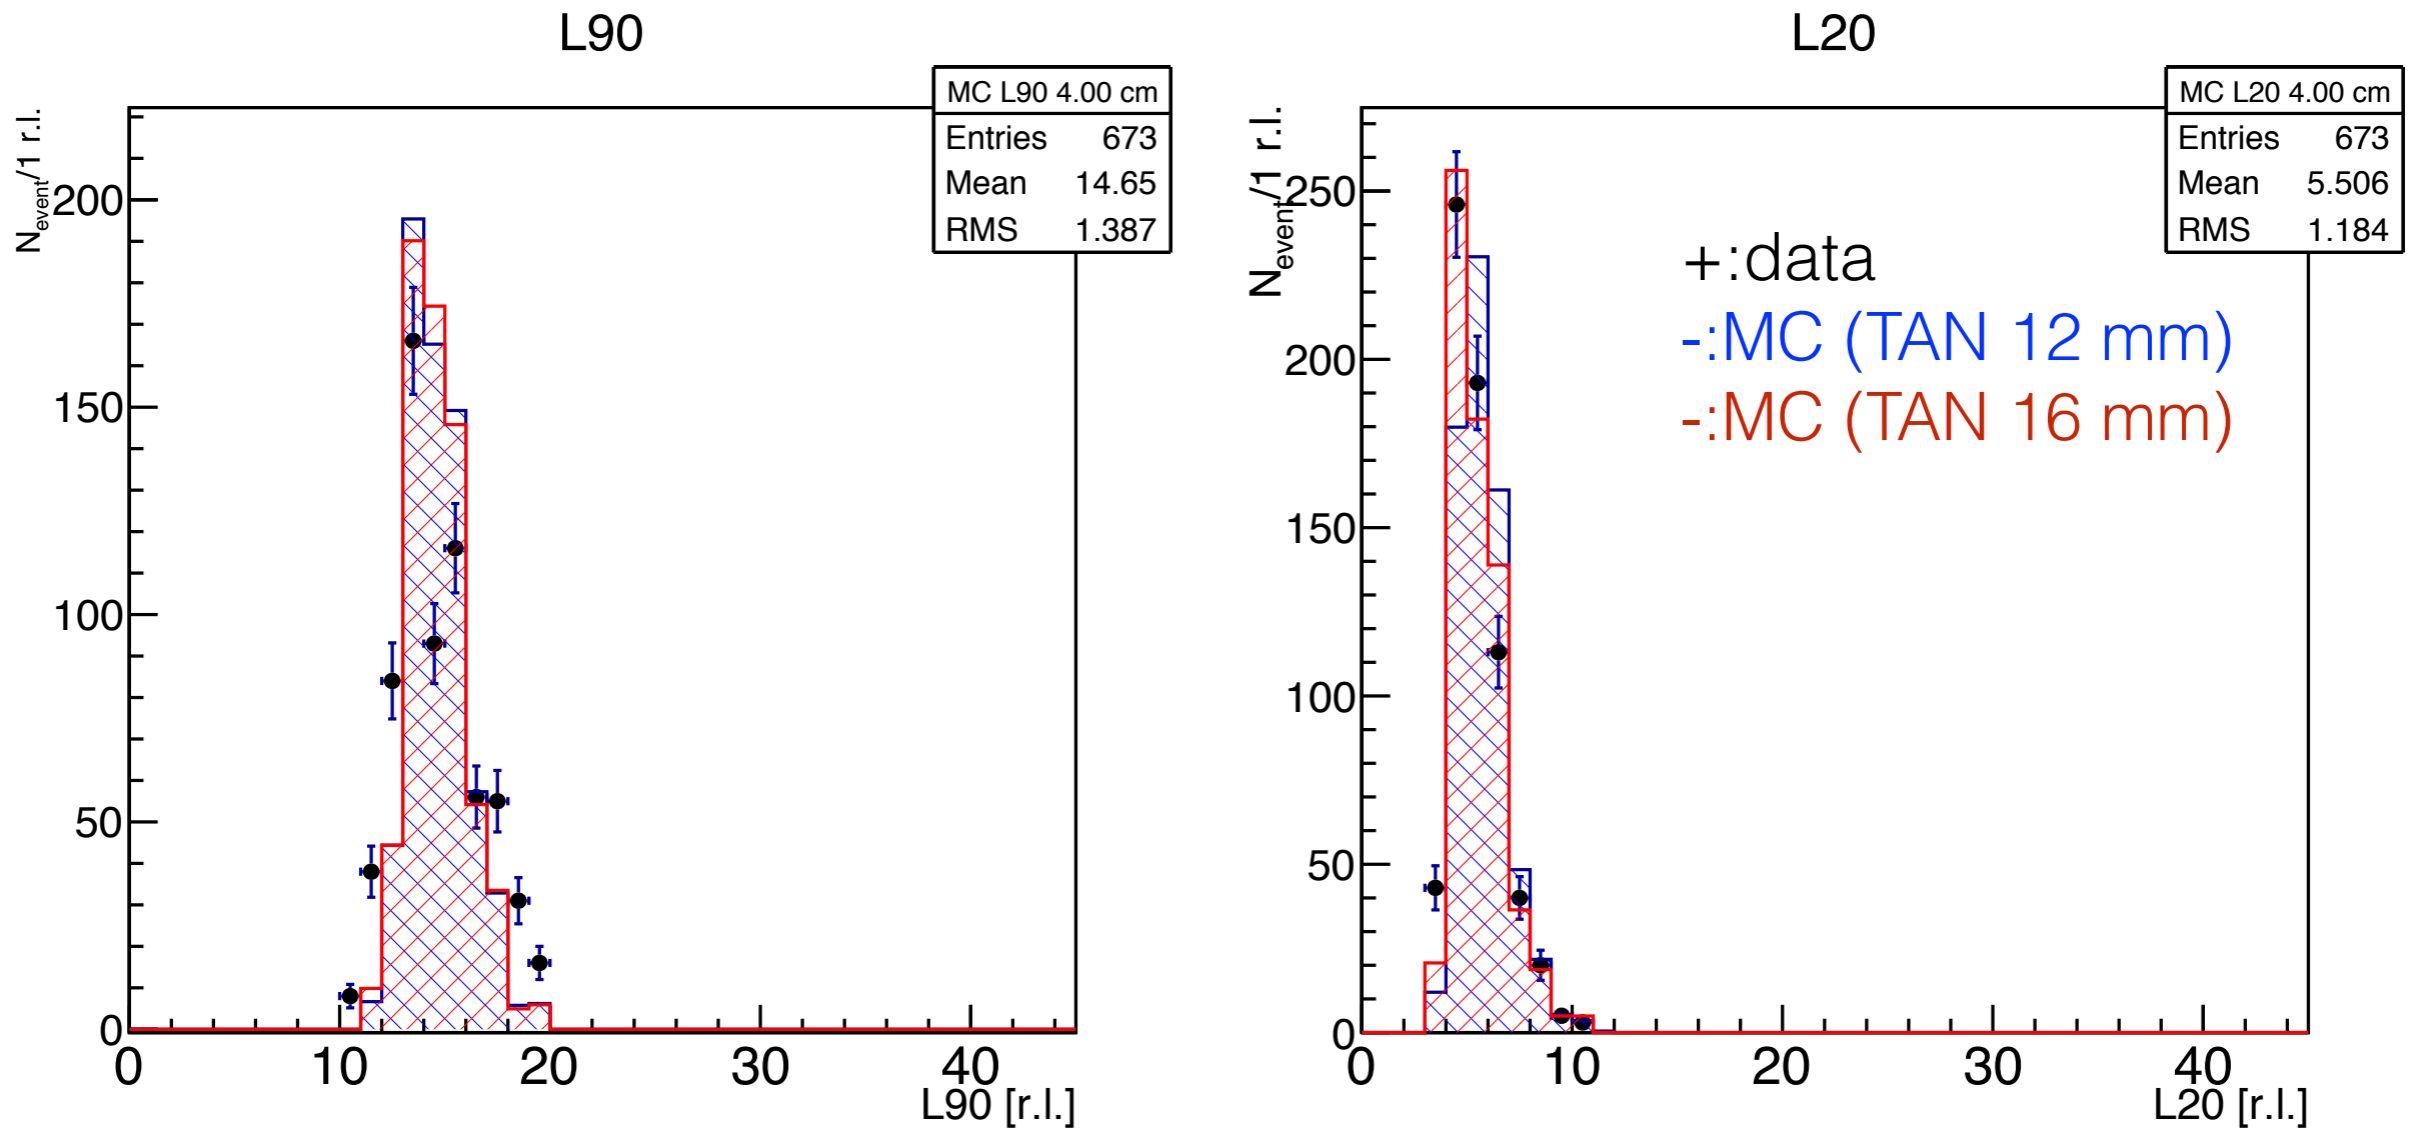 L90
MC L90 4.00 cm
Entries 673
Mean 14.65
RMS 1.387
Nevent/1 r.l.
200
150
100
50
0
0 10 20 30 40
L90 [r.l.]
L20
MC L20 4.00 cm
Entries 673
Mean 5.506
RMS 1.184
Nevent/1 r.l.
+:data
-:MC (TAN 12 mm)
-:MC (TAN 16 mm)
250
200
150
100
50
0
0 10 20 30 40
L20 [r.l.]